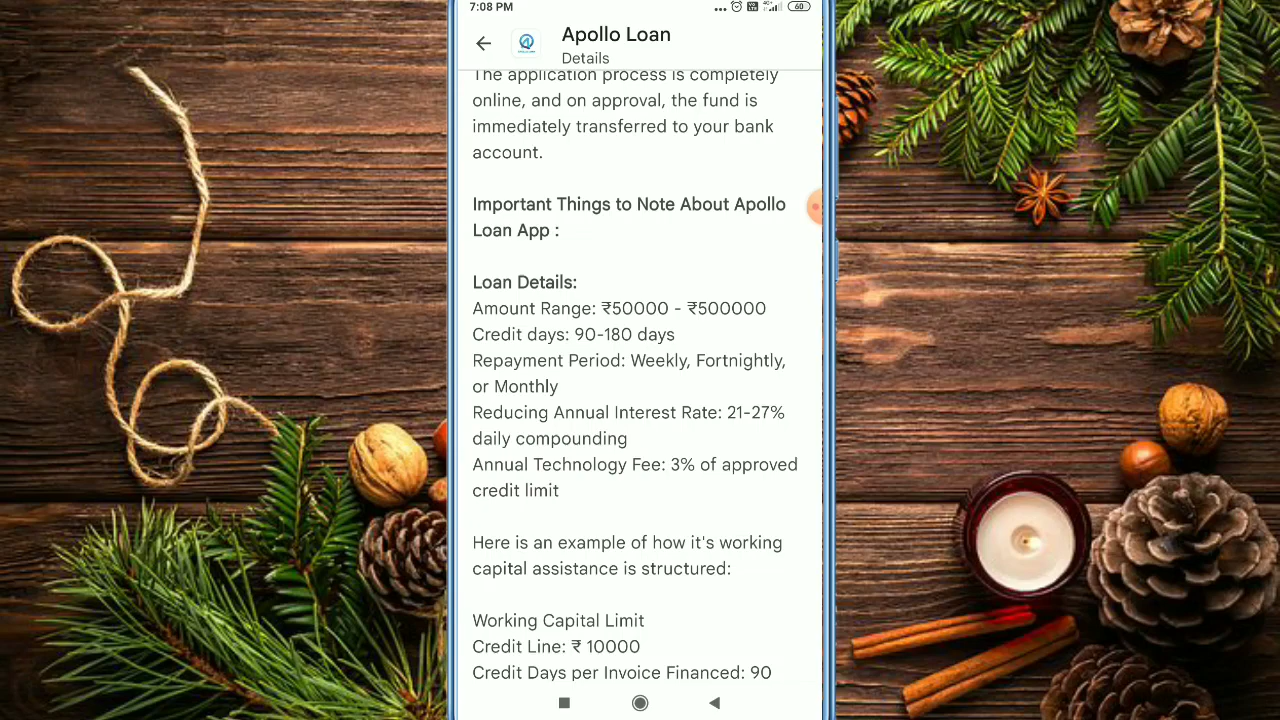 7:08 PM
60
Apollo Loan
Details
The application process is completely
online, and on approval, the fund is
immediately transferred to your bank
account.
Important Things to Note About Apollo
Loan App :
Loan Details:
Amount Range: ₹50000 - ₹500000
Credit days: 90-180 days
Repayment Period: Weekly, Fortnightly,
or Monthly
Reducing Annual Interest Rate: 21-27%
daily compounding
Annual Technology Fee: 3% of approved
credit limit
Here is an example of how it's working
capital assistance is structured:
Working Capital Limit
Credit Line: ₹ 10000
Credit Days per Invoice Financed: 90